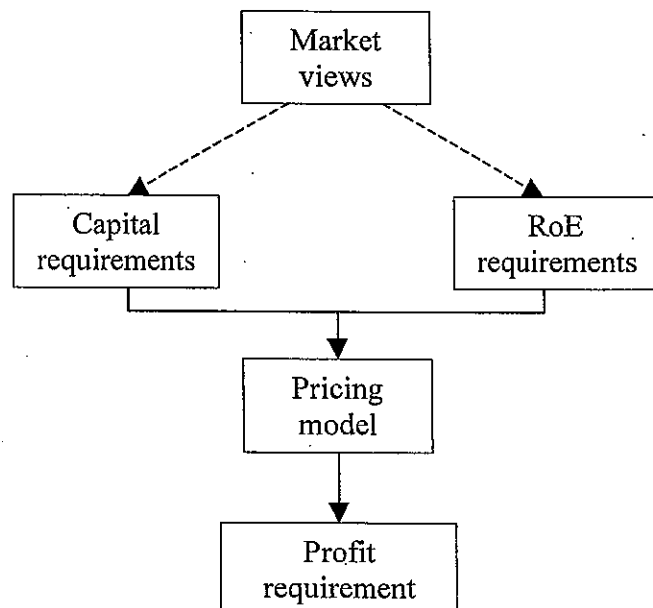 Market
views
Capital
requirements
RoE
requirements
Pricing
model
Profit
requirement